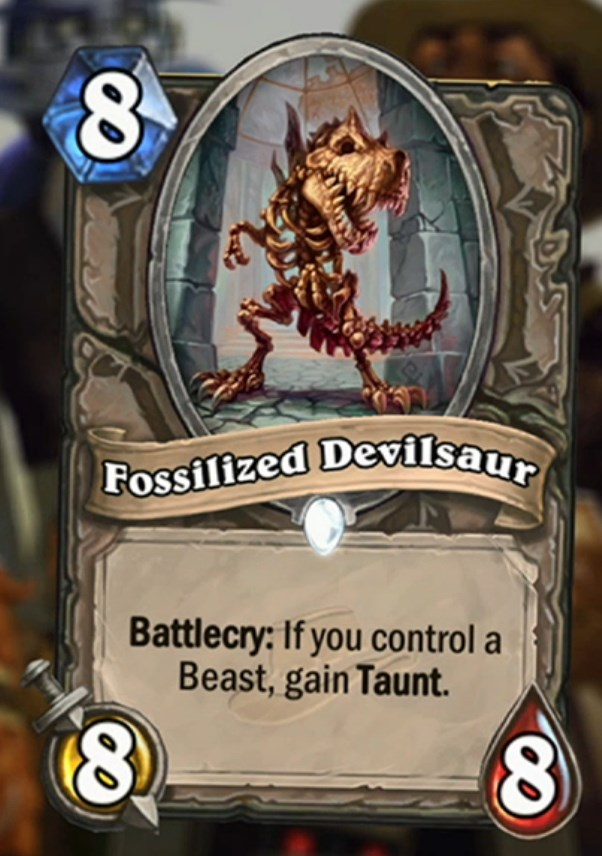 8
Fossilized Devilsaur
Battlecry: If you control a
Beast, gain Taunt.
8
8